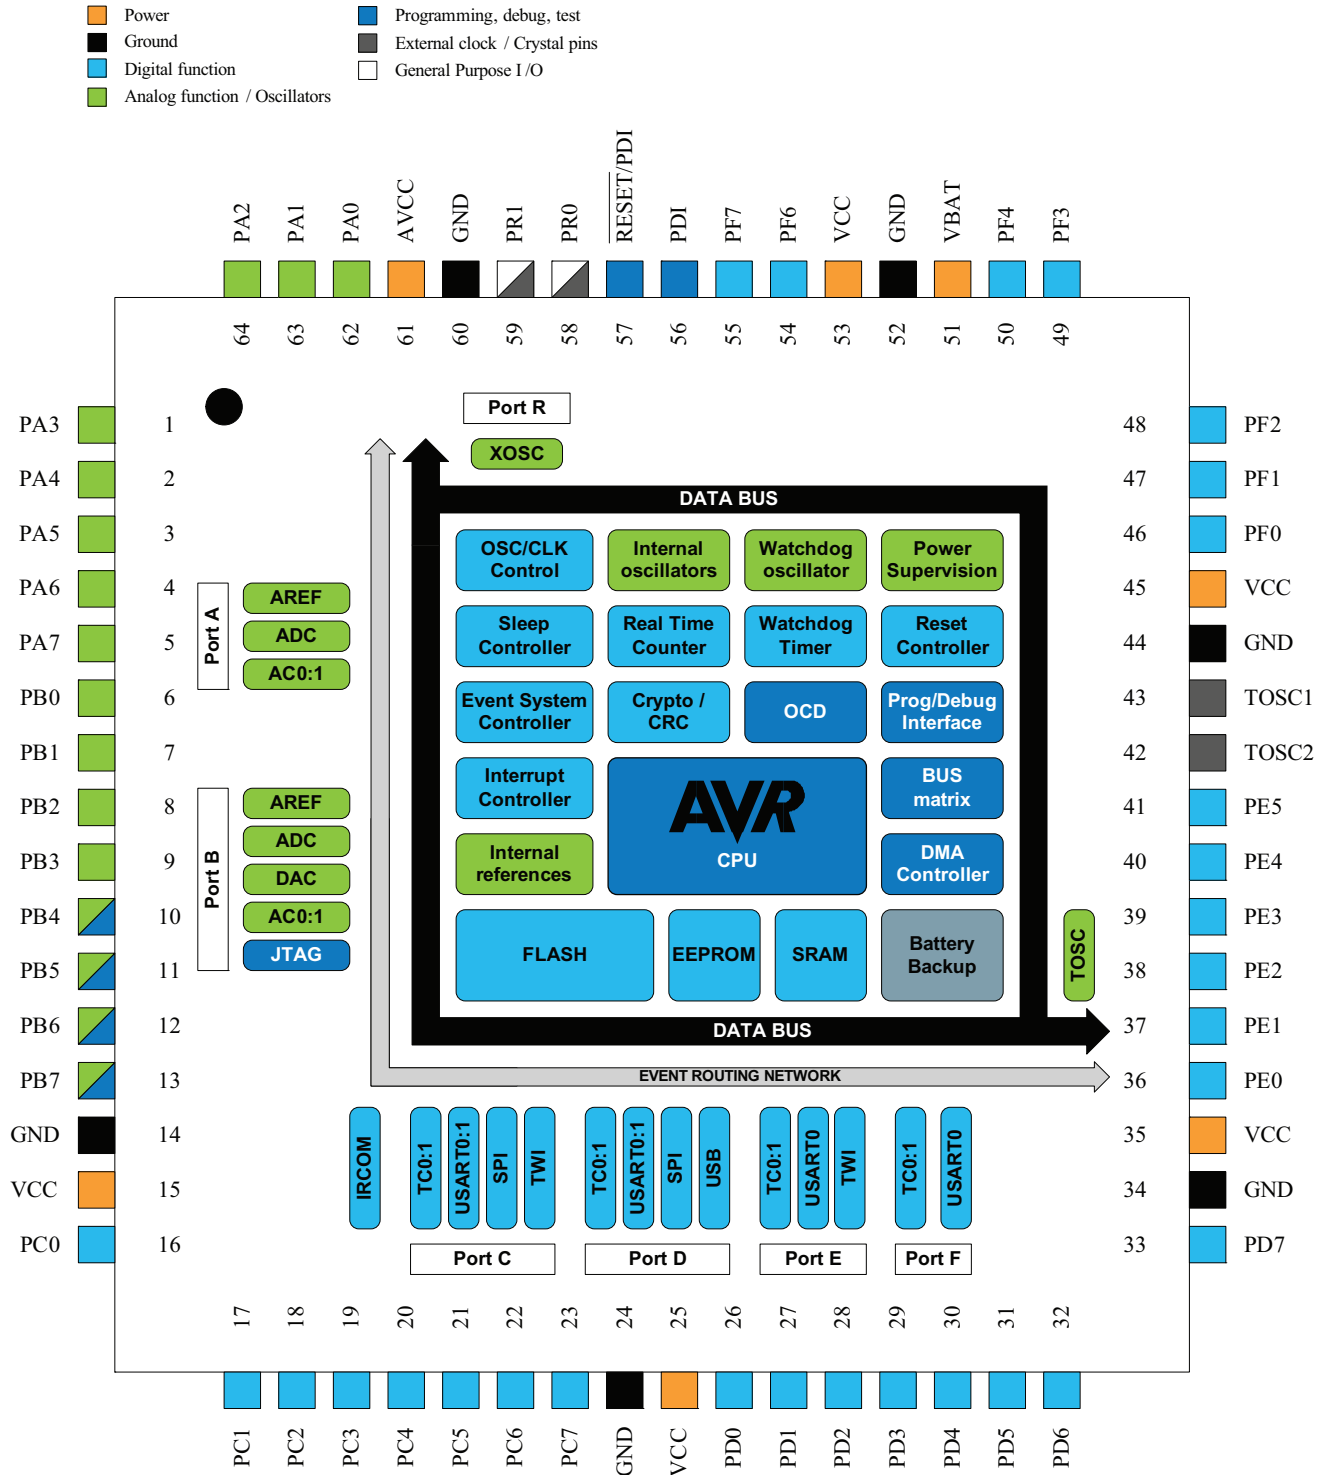 Power
Ground
Digital function
Analog function / Oscillators
Programming, debug, test
External clock / Crystal pins
General Purpose I /O
PA2
PA1
PA0
AVCC
GND
PR1
PR0
RESET/PDI
PDI
PF7
PF6
VCC
GND
VBAT
PF4
PF3
64
63
62
61
60
59
58
57
56
55
54
53
52
51
50
49
PA3 1
PA4 2
PA5 3
PA6 4
PA7 5
PB0 6
PB1 7
PB2 8
PB3 9
PB4 10
PB5 11
PB6 12
PB7 13
GND 14
VCC 15
PC0 16
Port A
AREF
ADC
AC0:1
Port B
AREF
ADC
DAC
AC0:1
JTAG
Port R
XOSC
DATA BUS
OSC/CLK
Control
Internal
oscillators
Watchdog
oscillator
Power
Supervision
Sleep
Controller
Real Time
Counter
Watchdog
Timer
Reset
Controller
Event System
Controller
Crypto /
CRC
OCD
Prog/Debug
Interface
Interrupt
Controller
AVR
CPU
BUS
matrix
Internal
references
DMA
Controller
FLASH
EEPROM
SRAM
Battery
Backup
TOSC
DATA BUS
EVENT ROUTING NETWORK
IRCOM
TC0:1
USART0:1
SPI
TWI
Port C
TC0:1
USART0:1
SPI
USB
Port D
TC0:1
USART0
TWI
Port E
TC0:1
USART0
Port F
48 PF2
47 PF1
46 PF0
45 VCC
44 GND
43 TOSC1
42 TOSC2
41 PE5
40 PE4
39 PE3
38 PE2
37 PE1
36 PE0
35 VCC
34 GND
33 PD7
17
18
19
20
21
22
23
24
25
26
27
28
29
30
31
32
PC1
PC2
PC3
PC4
PC5
PC6
PC7
GND
VCC
PD0
PD1
PD2
PD3
PD4
PD5
PD6